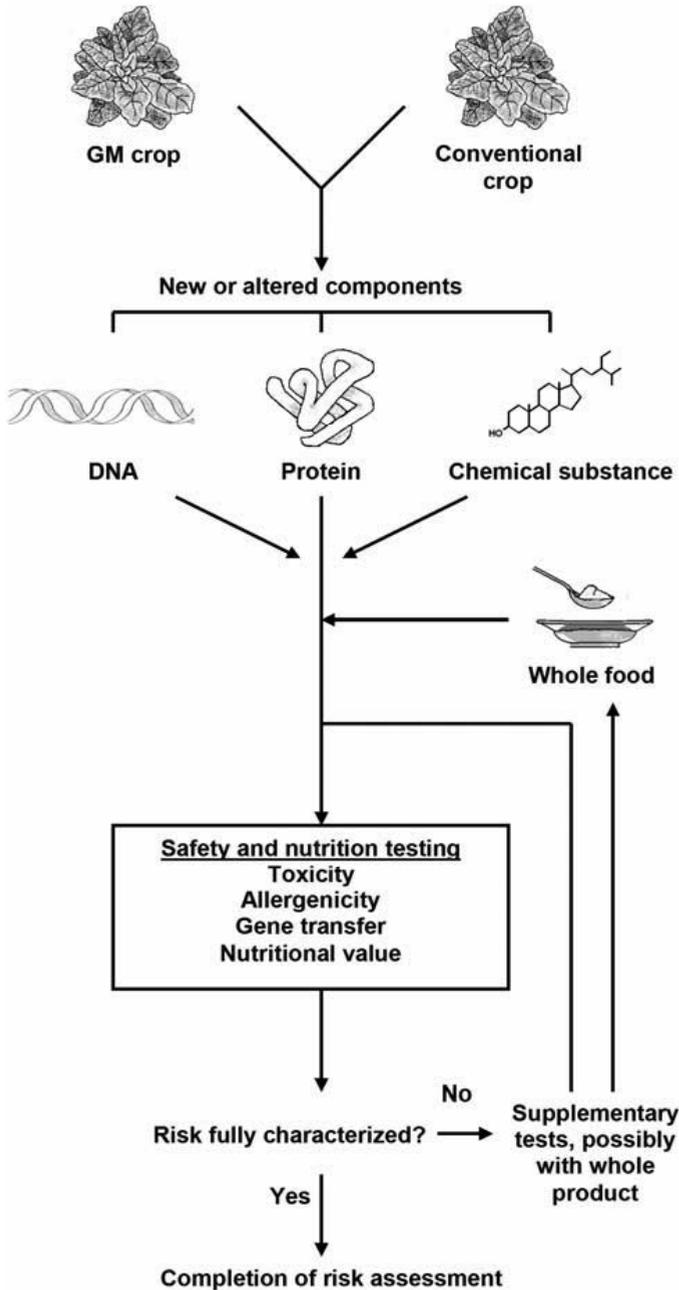 GM crop
Conventional
crop
New or altered components
HO
DNA
Protein
Chemical substance
Whole food
Safety and nutrition testing
Toxicity
Allergenicity
Gene transfer
Nutritional value
No
Risk fully characterized?
Supplementary
tests, possibly
with whole
product
Yes
Completion of risk assessment